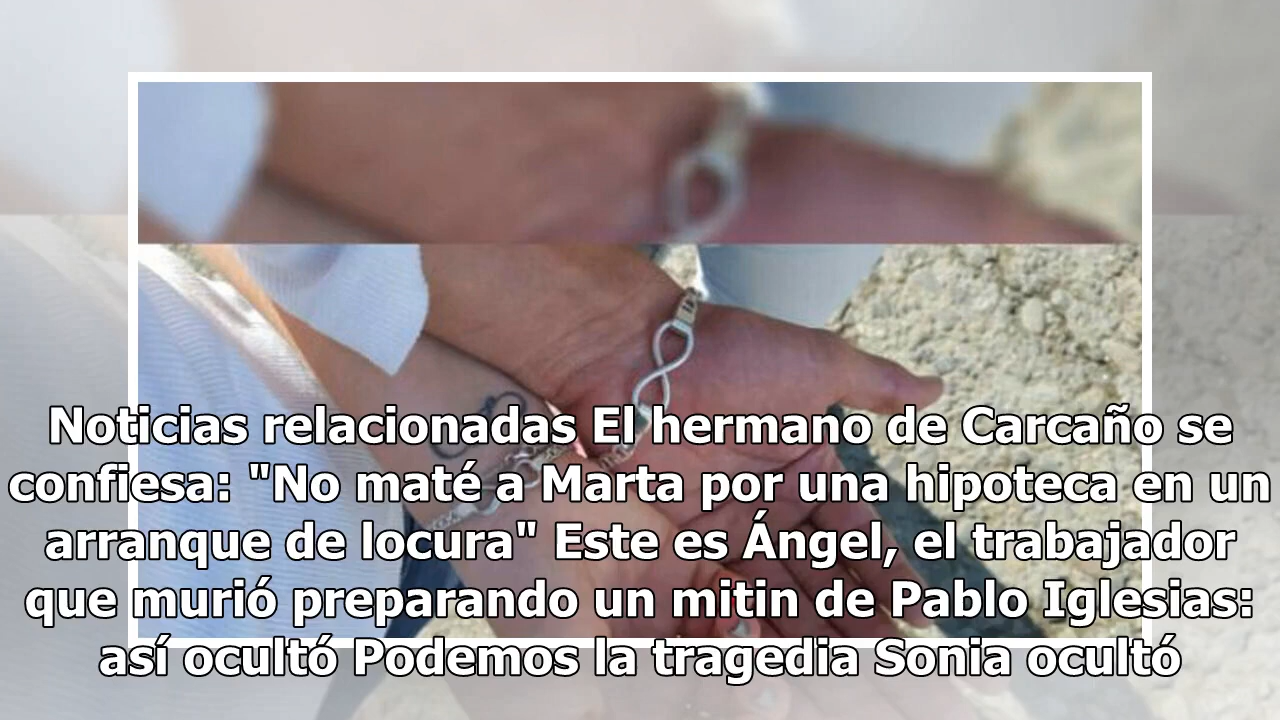 Noticias relacionadas El hermano de Carcaño se
confiesa: "No maté a Marta por una hipoteca en un
arranque de locura" Este es Ángel, el trabajador
que murió preparando un mitin de Pablo Iglesias:
así ocultó Podemos la tragedia Sonia ocultó